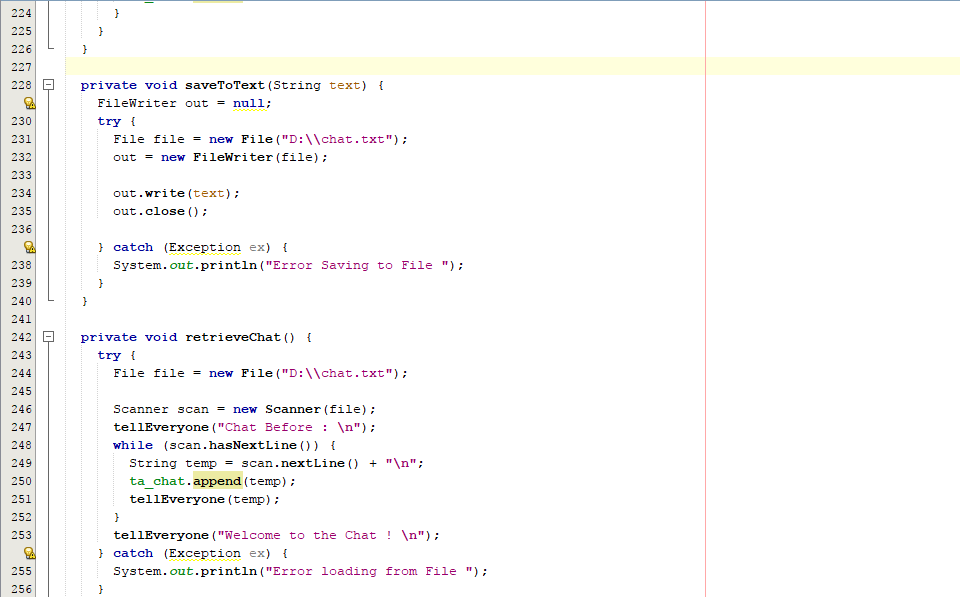 224 }
225 }
226 }
227
228 private void saveToText(String text) {
FileWriter out = null;
230 try {
231 File file = new File("D:\\chat.txt");
232 out = new FileWriter(file);
233
234 out.write(text);
235 out.close();
236
} catch (Exception ex) {
238 System.out.println("Error Saving to File ");
239 }
240 }
241
242 private void retrieveChat() {
243 try {
244 File file = new File("D:\\chat.txt");
245
246 Scanner scan = new Scanner(file);
247 tellEveryone("Chat Before : \n");
248 while (scan.hasNextLine()) {
249 String temp = scan.nextLine() + "\n";
250 ta_chat.append(temp);
251 tellEveryone(temp);
252 }
253 tellEveryone("Welcome to the Chat ! \n");
} catch (Exception ex) {
255 System.out.println("Error loading from File ");
256 }